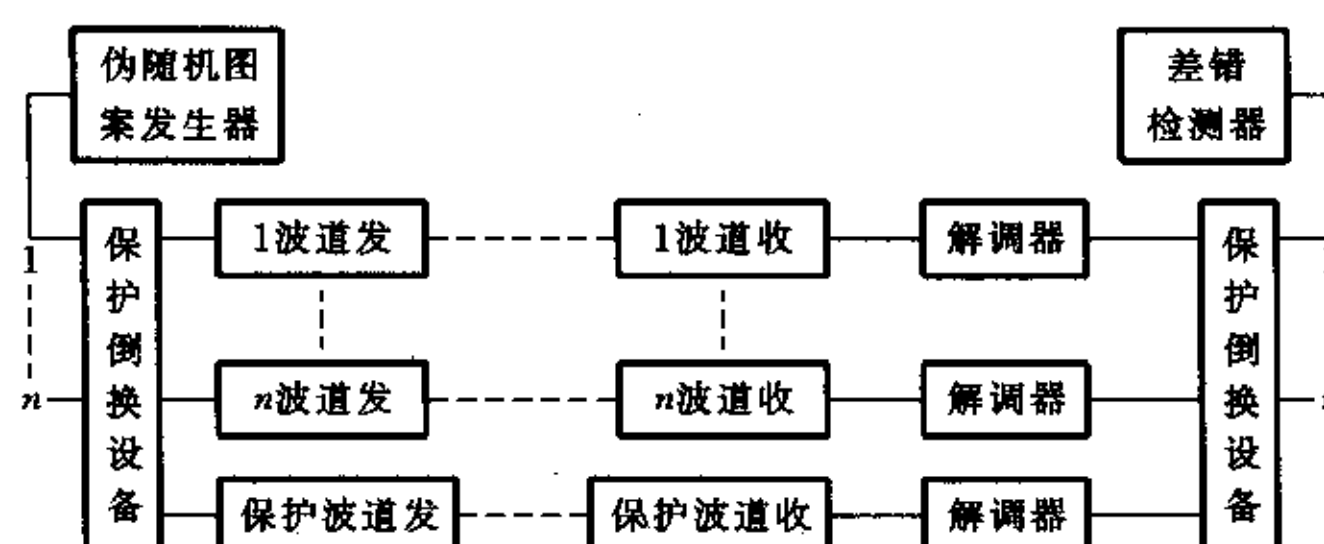 伪随机图
案发生器
差错
检测器
1
n
保护倒换设备
1波道发
1波道收
解调器
n波道发
n波道收
解调器
保护波道发
保护波道收
解调器
保护倒换设备